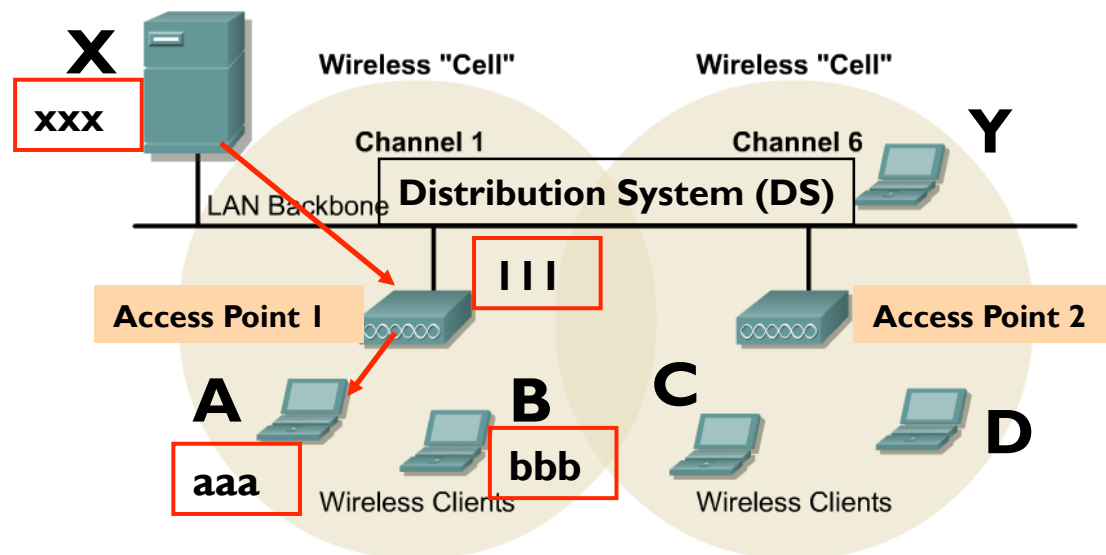 X
xxx
Wireless "Cell"
Wireless "Cell"
Channel 1
Channel 6
Y
LAN Backbone
Distribution System (DS)
111
Access Point 1
Access Point 2
A
aaa
B
bbb
C
D
Wireless Clients
Wireless Clients